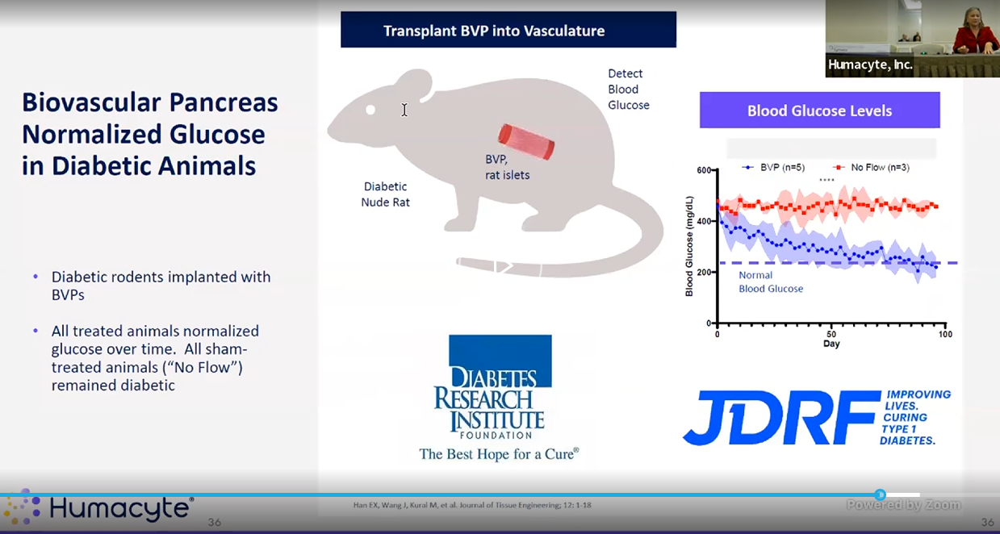 Transplant BVP into Vasculature
Humacyte, Inc.
Biovascular Pancreas
Normalized Glucose
in Diabetic Animals
Detect
Blood
Glucose
BVP,
rat islets
Diabetic
Nude Rat
Blood Glucose Levels
BVP (n=5)
No Flow (n=3)
****
Blood Glucose (mg/dL)
600
400
200
0
Normal
Blood Glucose
0
50
100
Day
• Diabetic rodents implanted with
BVPs
• All treated animals normalized
glucose over time. All sham-
treated animals (“No Flow”)
remained diabetic
DIABETES
RESEARCH
INSTITUTE
FOUNDATION
The Best Hope for a Cure®
JDRF
IMPROVING
LIVES.
CURING
TYPE 1
DIABETES.
Humacyte®
36
Han EX, Wang J, Kural M, et al. Journal of Tissue Engineering; 12: 1-18
Powered by Zoom
36